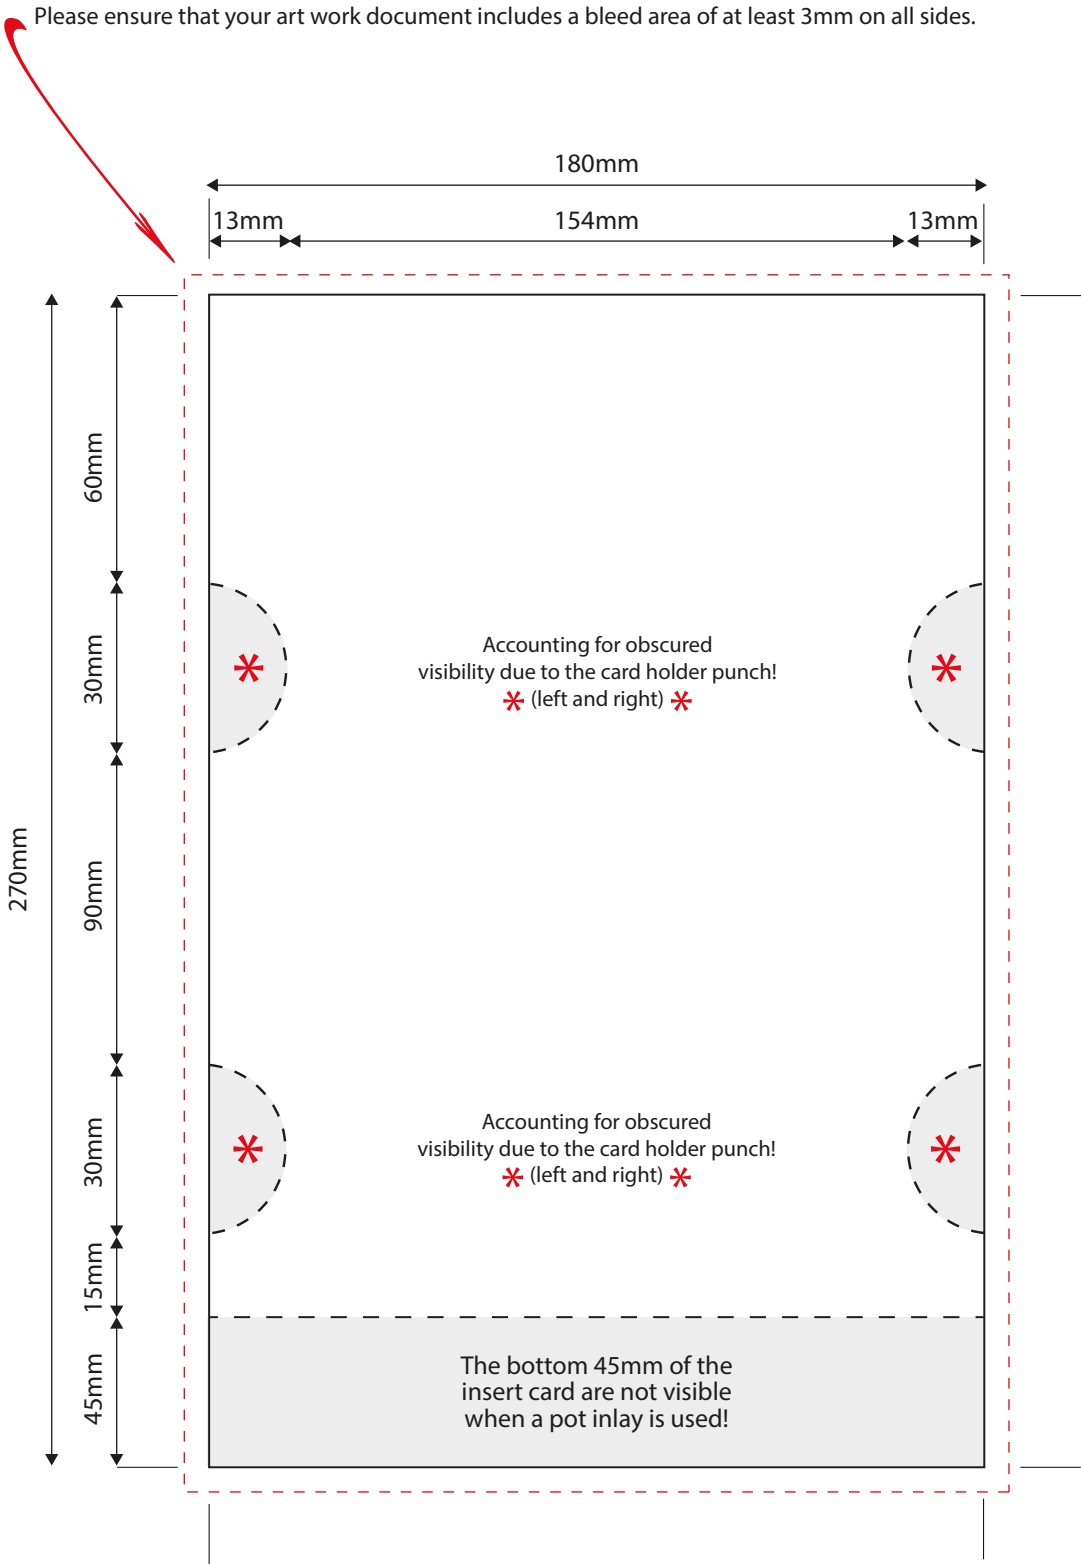 Please ensure that your art work document includes a bleed area of at least 3mm on all sides.
180mm
13mm
154mm
13mm
60mm
30mm
Accounting for obscured
visibility due to the card holder punch!
* (left and right) *
*
*
90mm
270mm
30mm
Accounting for obscured
visibility due to the card holder punch!
* (left and right) *
*
*
15mm
45mm
The bottom 45mm of the
insert card are not visible
when a pot inlay is used!